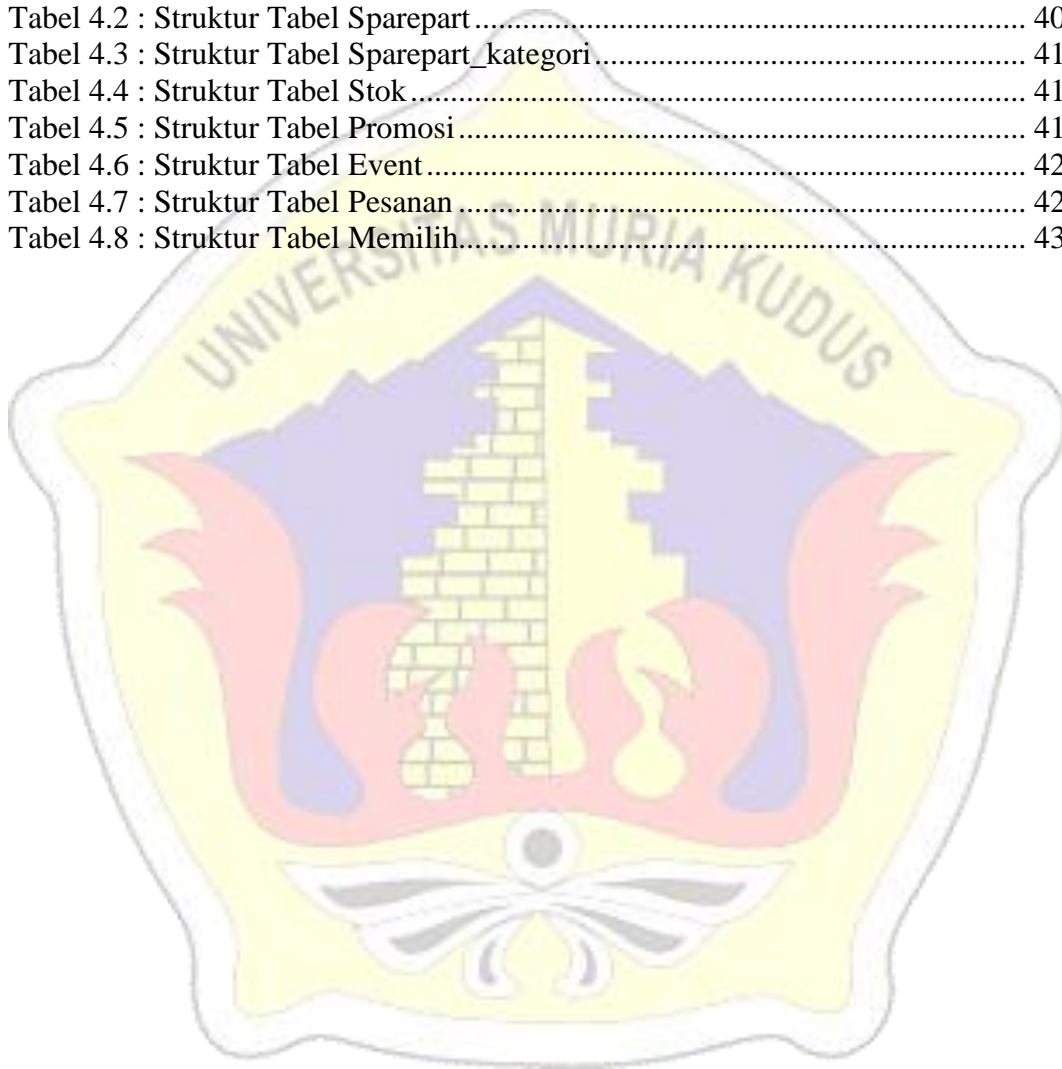 Tabel 4.2 : Struktur Tabel Sparepart........................................................................ 40
Tabel 4.3 : Struktur Tabel Sparepart_kategori........................................................ 41
Tabel 4.4 : Struktur Tabel Stok................................................................................ 41
Tabel 4.5 : Struktur Tabel Promosi.......................................................................... 41
Tabel 4.6 : Struktur Tabel Event.............................................................................. 42
Tabel 4.7 : Struktur Tabel Pesanan.......................................................................... 42
Tabel 4.8 : Struktur Tabel Memilih.......................................................................... 43
UNIVERSITAS MURIA KUDUS